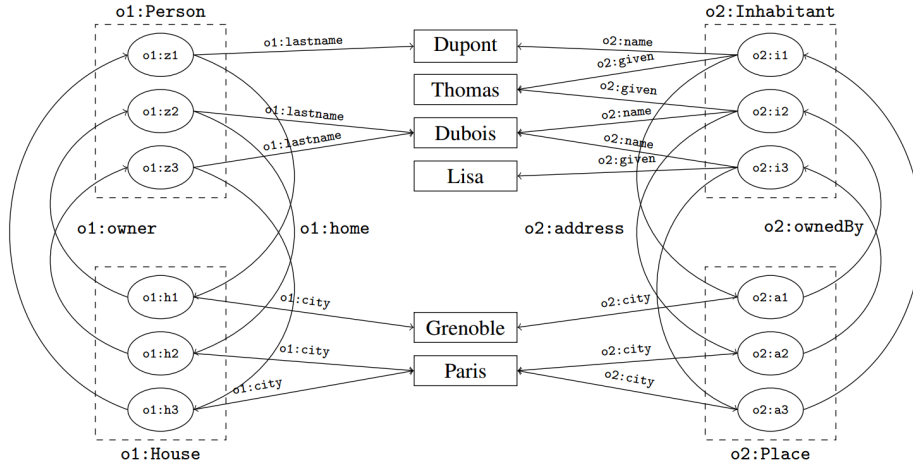 o1:Person
o2:Inhabitant
o1:z1
o1:lastname
Dupont
o2:name
o2:i1
o2:given
Thomas
o2:given
o1:z2
o1:lastname
o2:name
o2:i2
o1:lastname
Dubois
o2:name
o1:z3
o2:given
o2:i3
Lisa
o1:owner
o1:home
o2:address
o2:ownedBy
o1:h1
o1:city
o2:city
o2:a1
Grenoble
o1:h2
o1:city
o2:city
o2:a2
Paris
o1:city
o2:city
o1:h3
o2:a3
o1:House
o2:Place